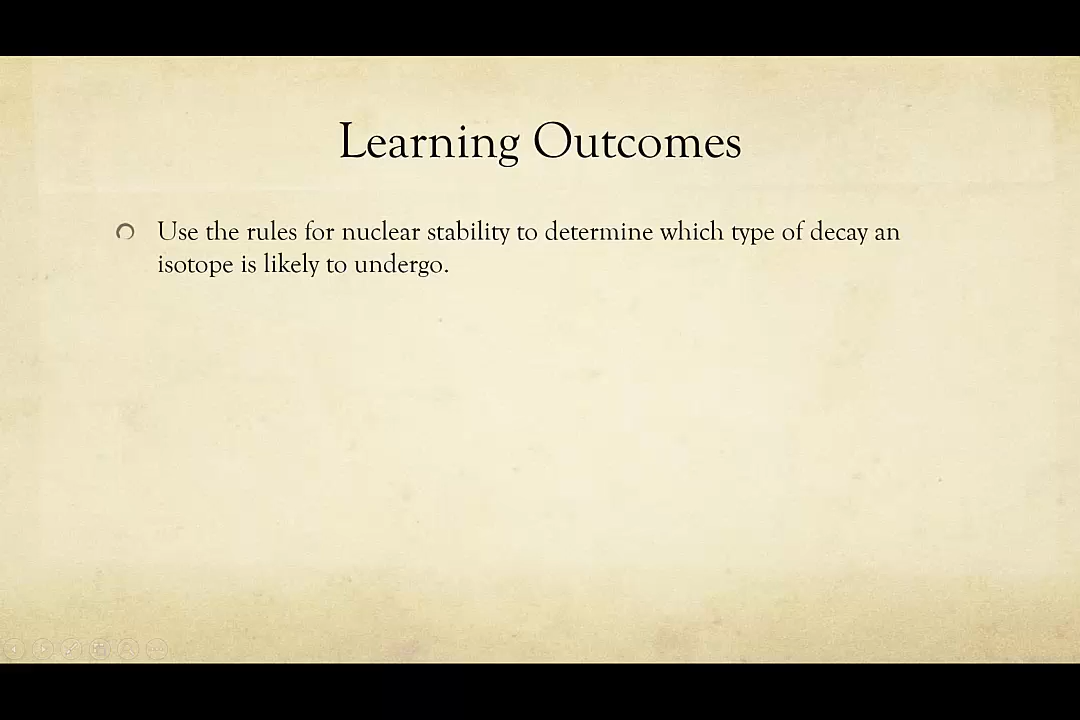 Learning Outcomes
Use the rules for nuclear stability to determine which type of decay an
isotope is likely to undergo.